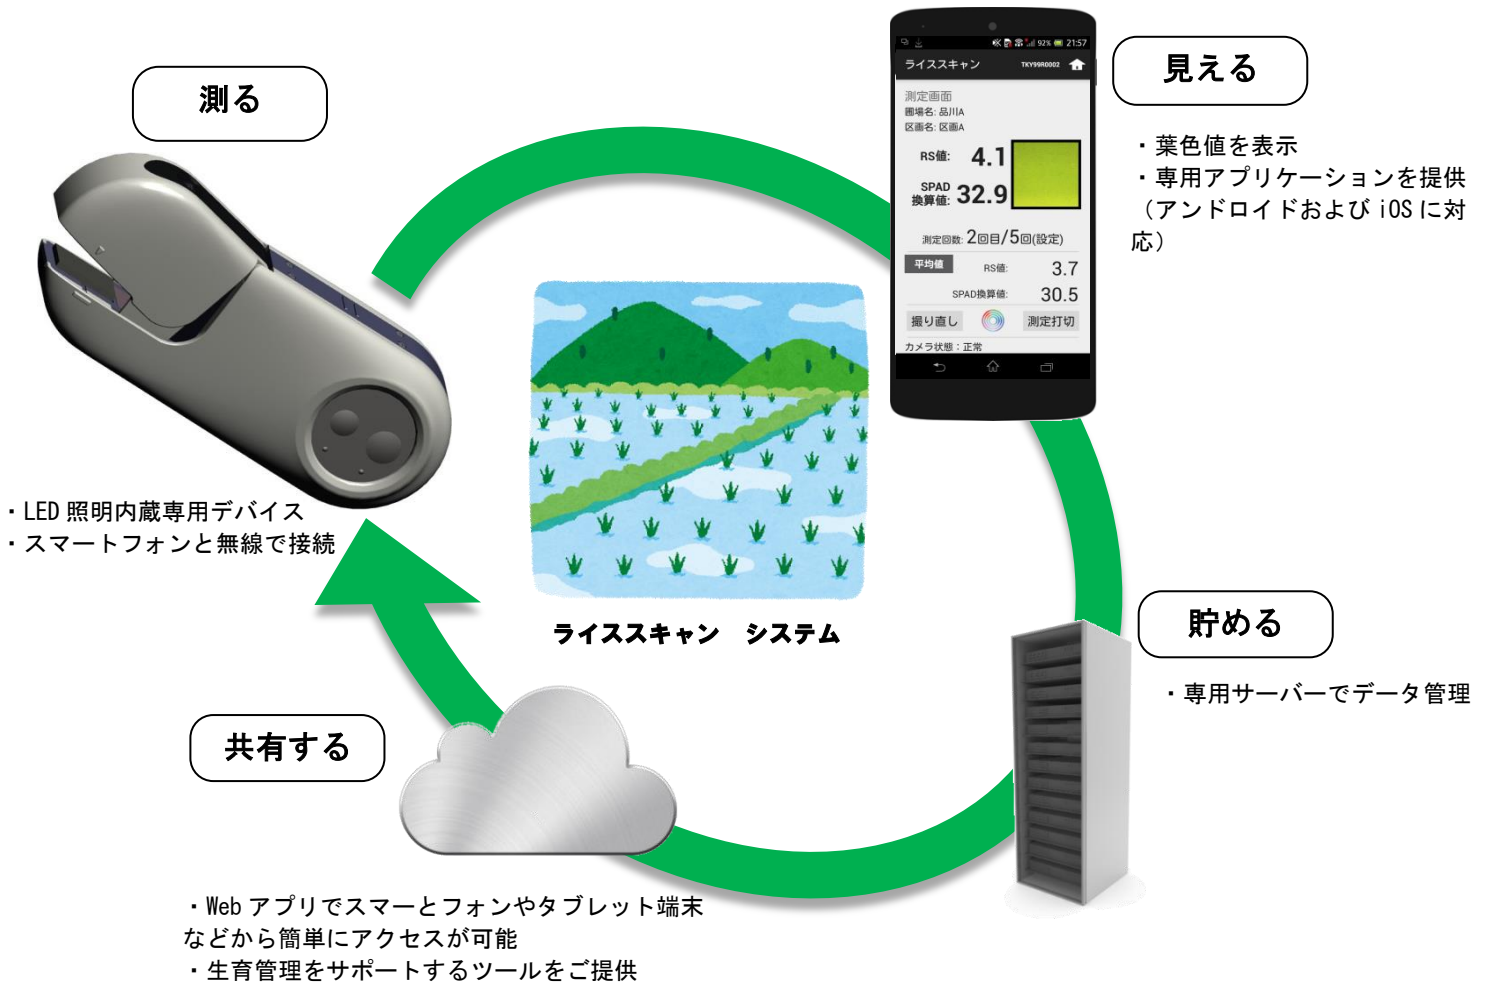 測る
・LED 照明内蔵専用デバイス
・スマートフォンと無線で接続
92% 21:57
ライススキャン TKY99R0002
測定画面
圃場名: 品川A
区画名: 区画A
RS値: 4.1
SPAD
換算値: 32.9
測定回数: 2回目/5回(設定)
平均値 RS値: 3.7
SPAD換算値: 30.5
撮り直し 測定打切
カメラ状態：正常
見える
・葉色値を表示
・専用アプリケーションを提供
（アンドロイドおよび iOS に対
応）
ライススキャン　システム
貯める
・専用サーバーでデータ管理
共有する
・Web アプリでスマーとフォンやタブレット端末
などから簡単にアクセスが可能
・生育管理をサポートするツールをご提供